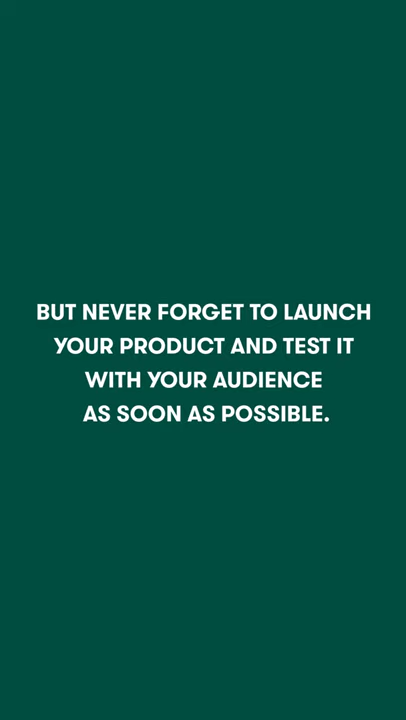 BUT NEVER FORGET TO LAUNCH
YOUR PRODUCT AND TEST IT
WITH YOUR AUDIENCE
AS SOON AS POSSIBLE.